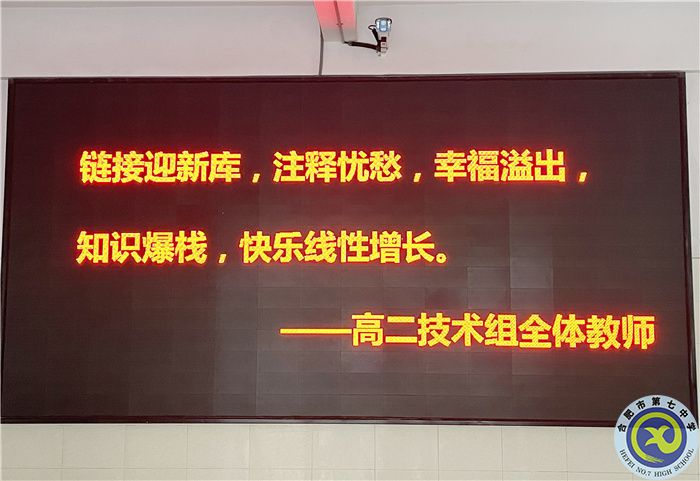 链接迎新库，注释忧愁，幸福溢出，
知识爆栈，快乐线性增长。
——高二技术组全体教师
合肥市第七中学
HEFEI NO.7 HIGH SCHOOL